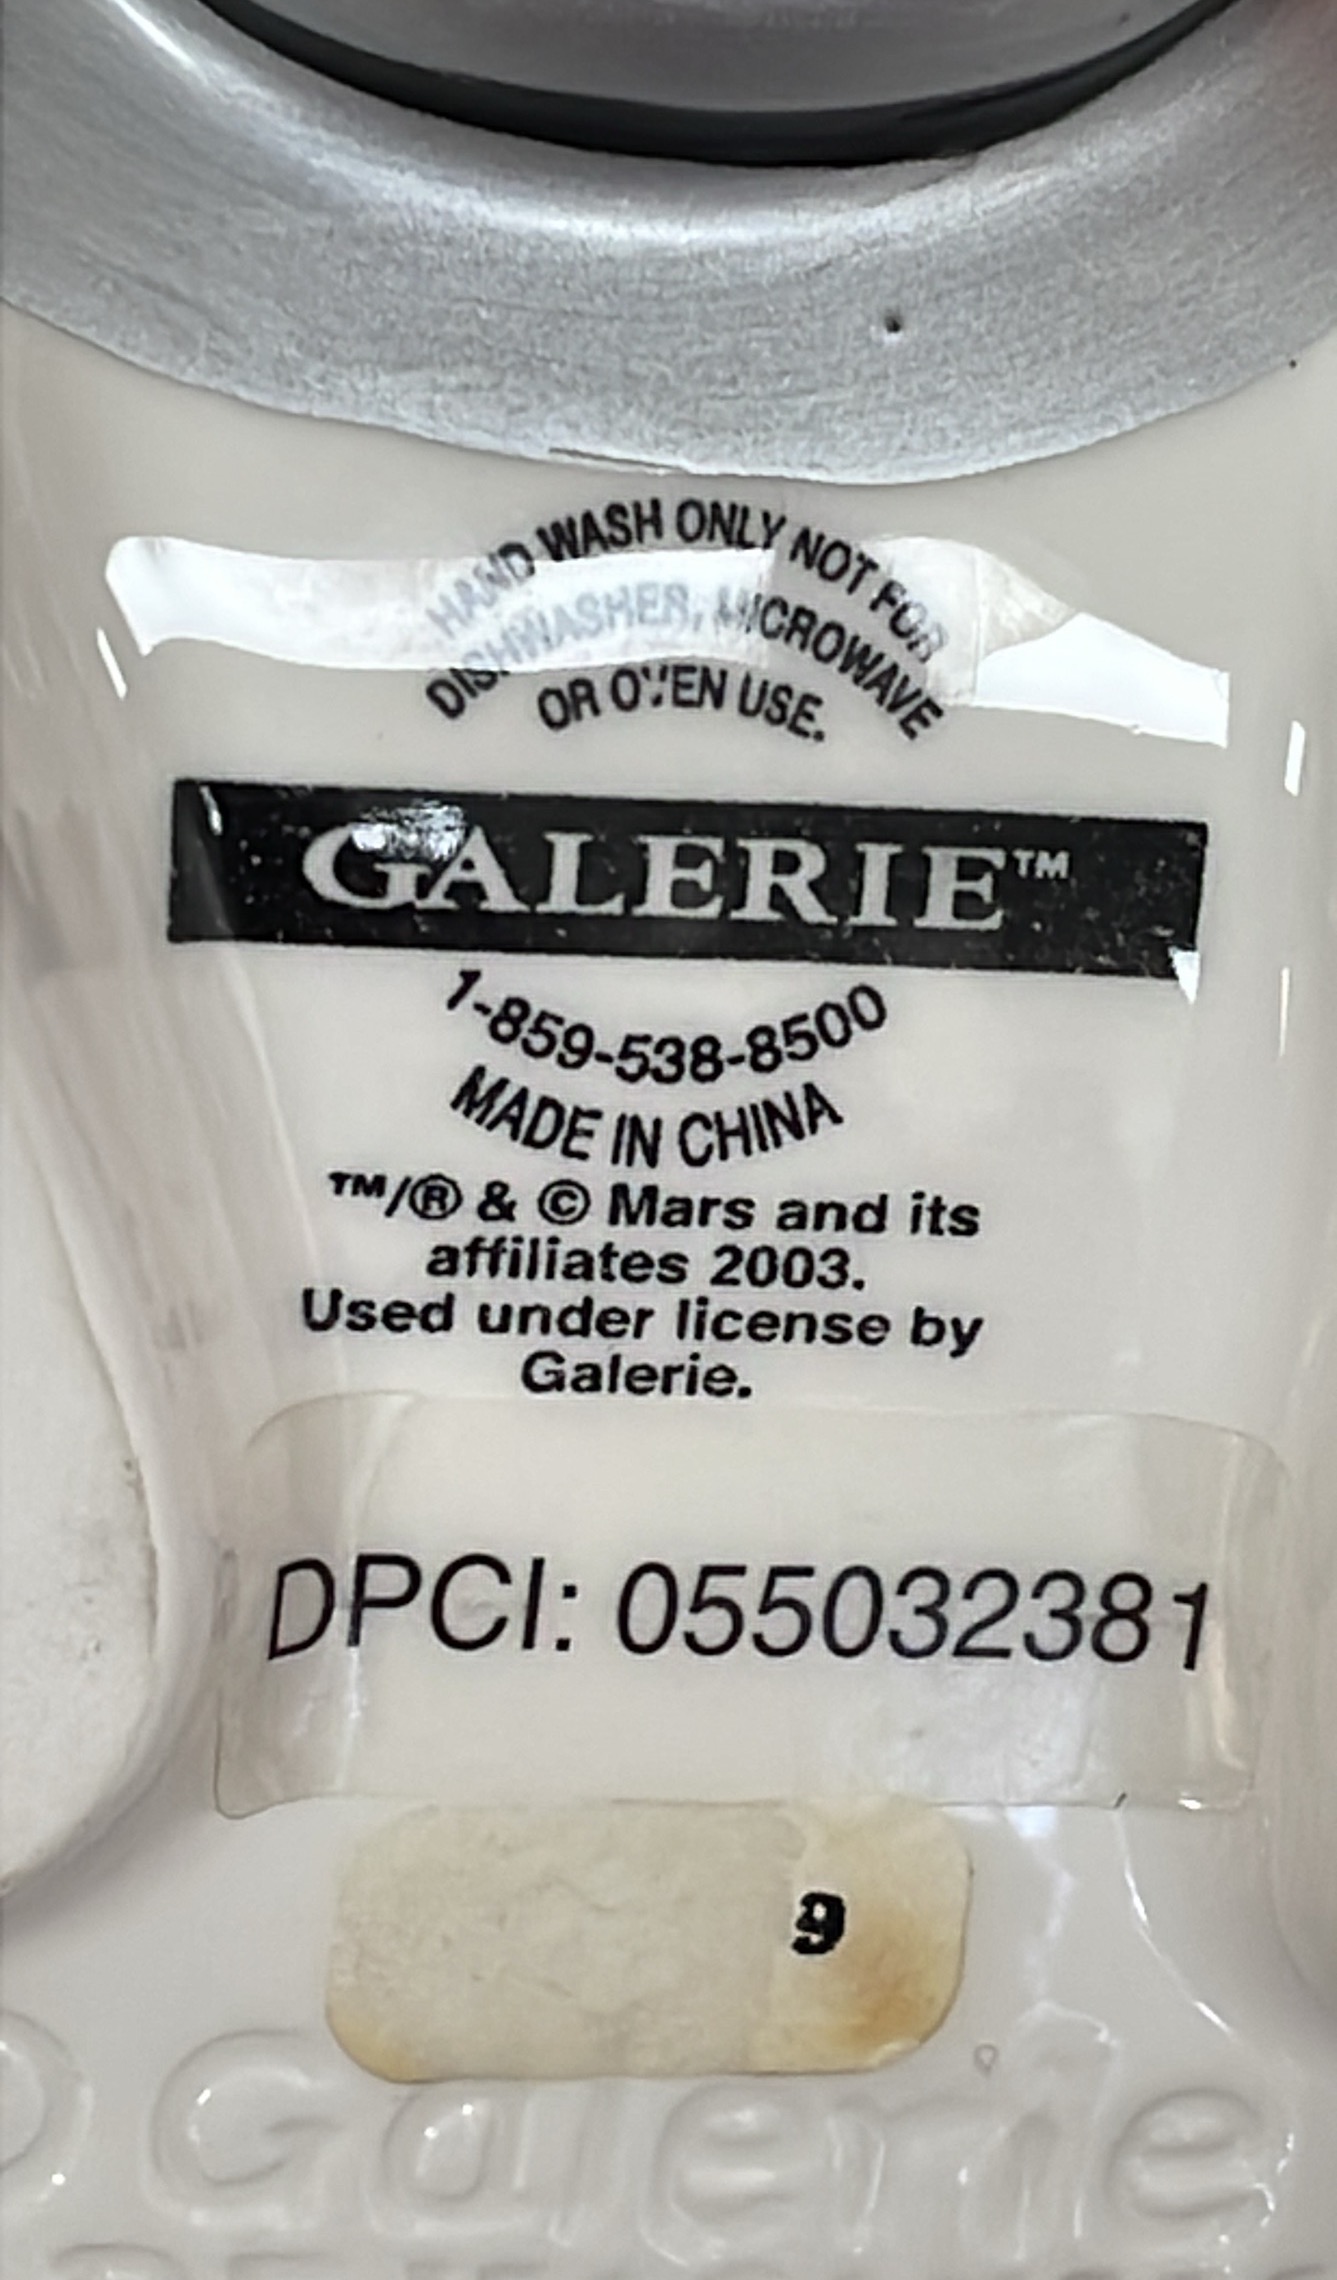 HAND WASH ONLY NOT FOR
DISHWASHER, MICROWAVE
OR OVEN USE.
GALERIE™
1-859-538-8500
MADE IN CHINA
™/® & © Mars and its
affiliates 2003.
Used under license by
Galerie.
DPCI: 055032381
9
Galerie